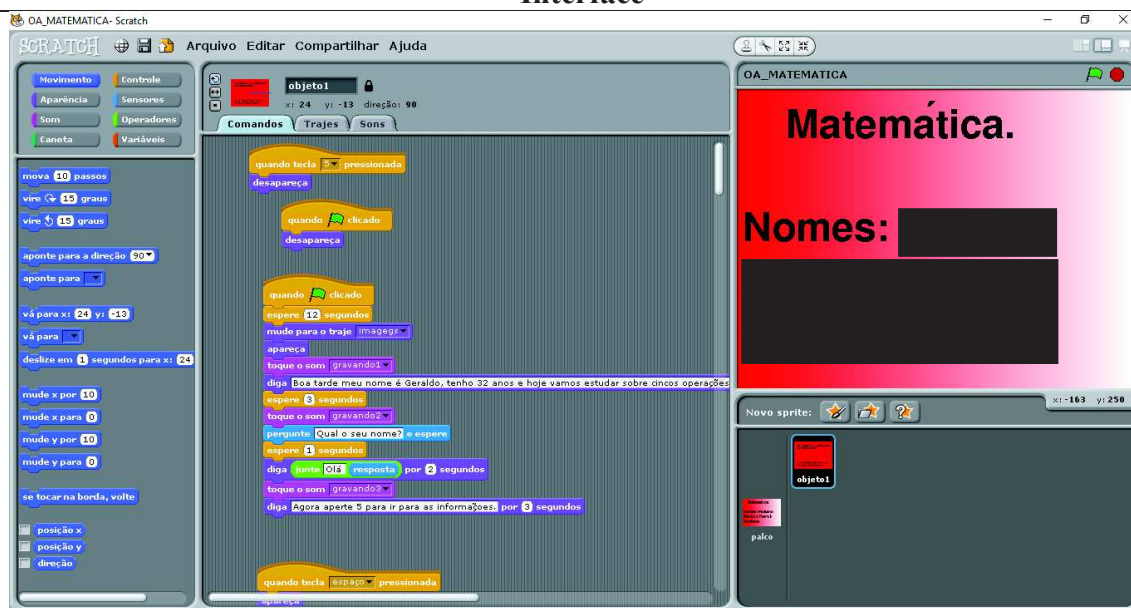 Interface
OA_MATEMATICA- Scratch
SCRATCH Arquivo Editar Compartilhar Ajuda
Movimento Controle
Aparência Sensores
Som Operadores
Caneta Variáveis
mova 10 passos
vire 15 graus
vire 15 graus
aponte para a direção 90
aponte para
vá para x: 24 y: -13
vá para
deslize em 1 segundos para x: 24
mude x por 10
mude x para 0
mude y por 10
mude y para 0
se tocar na borda, volte
posição x
posição y
direção
objeto1
x: 24 y: -13 direção: 90
Comandos Trajes Sons
quando tecla 5 pressionada
desapareça
quando clicado
desapareça
quando clicado
espere 12 segundos
mude para o traje imagegs
apareça
toque o som gravando1
diga Boa tarde meu nome é Geraldo, tenho 32 anos e hoje vamos estudar sobre cincos operações
espere 3 segundos
toque o som gravando2
pergunte Qual o seu nome? e espere
espere 1 segundos
diga junte Olá resposta por 2 segundos
toque o som gravando3
diga Agora aperte 5 para ir para as informações. por 3 segundos
quando tecla espaço pressionada
apareça
OA_MATEMATICA
Matemática.
Nomes:
x: -163 y: 250
Novo sprite:
objeto1
palco